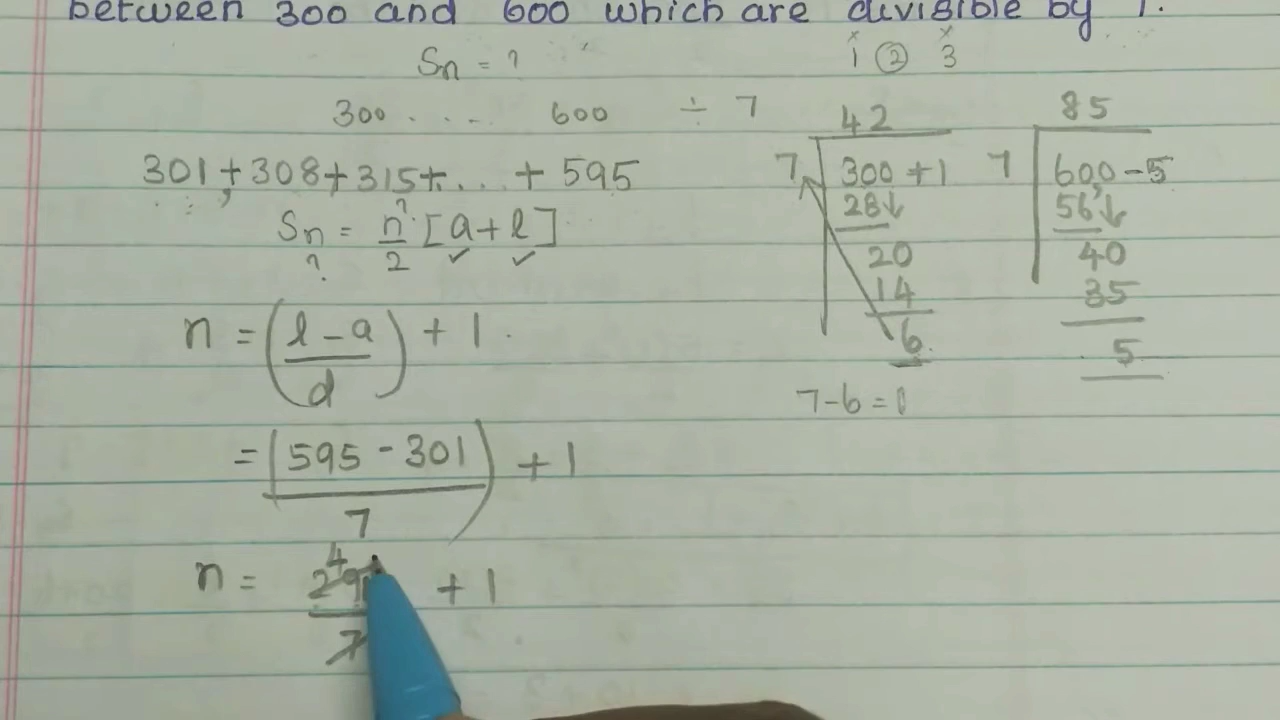 between 300 and 600 which are divisible by 7.
Sn = ?
1 2 3
300 . . . . . 600 ÷ 7
301 + 308 + 315 + . . . + 595
Sn = n/2 [a + l]
? ?
n = (l - a / d) + 1.
= (595 - 301 / 7) + 1
n = 29 / 7 + 1
4
42
7 300 + 1
28↓
20
14
6
7 - 6 = 1
85
7 600 - 5
56↓
40
35
5